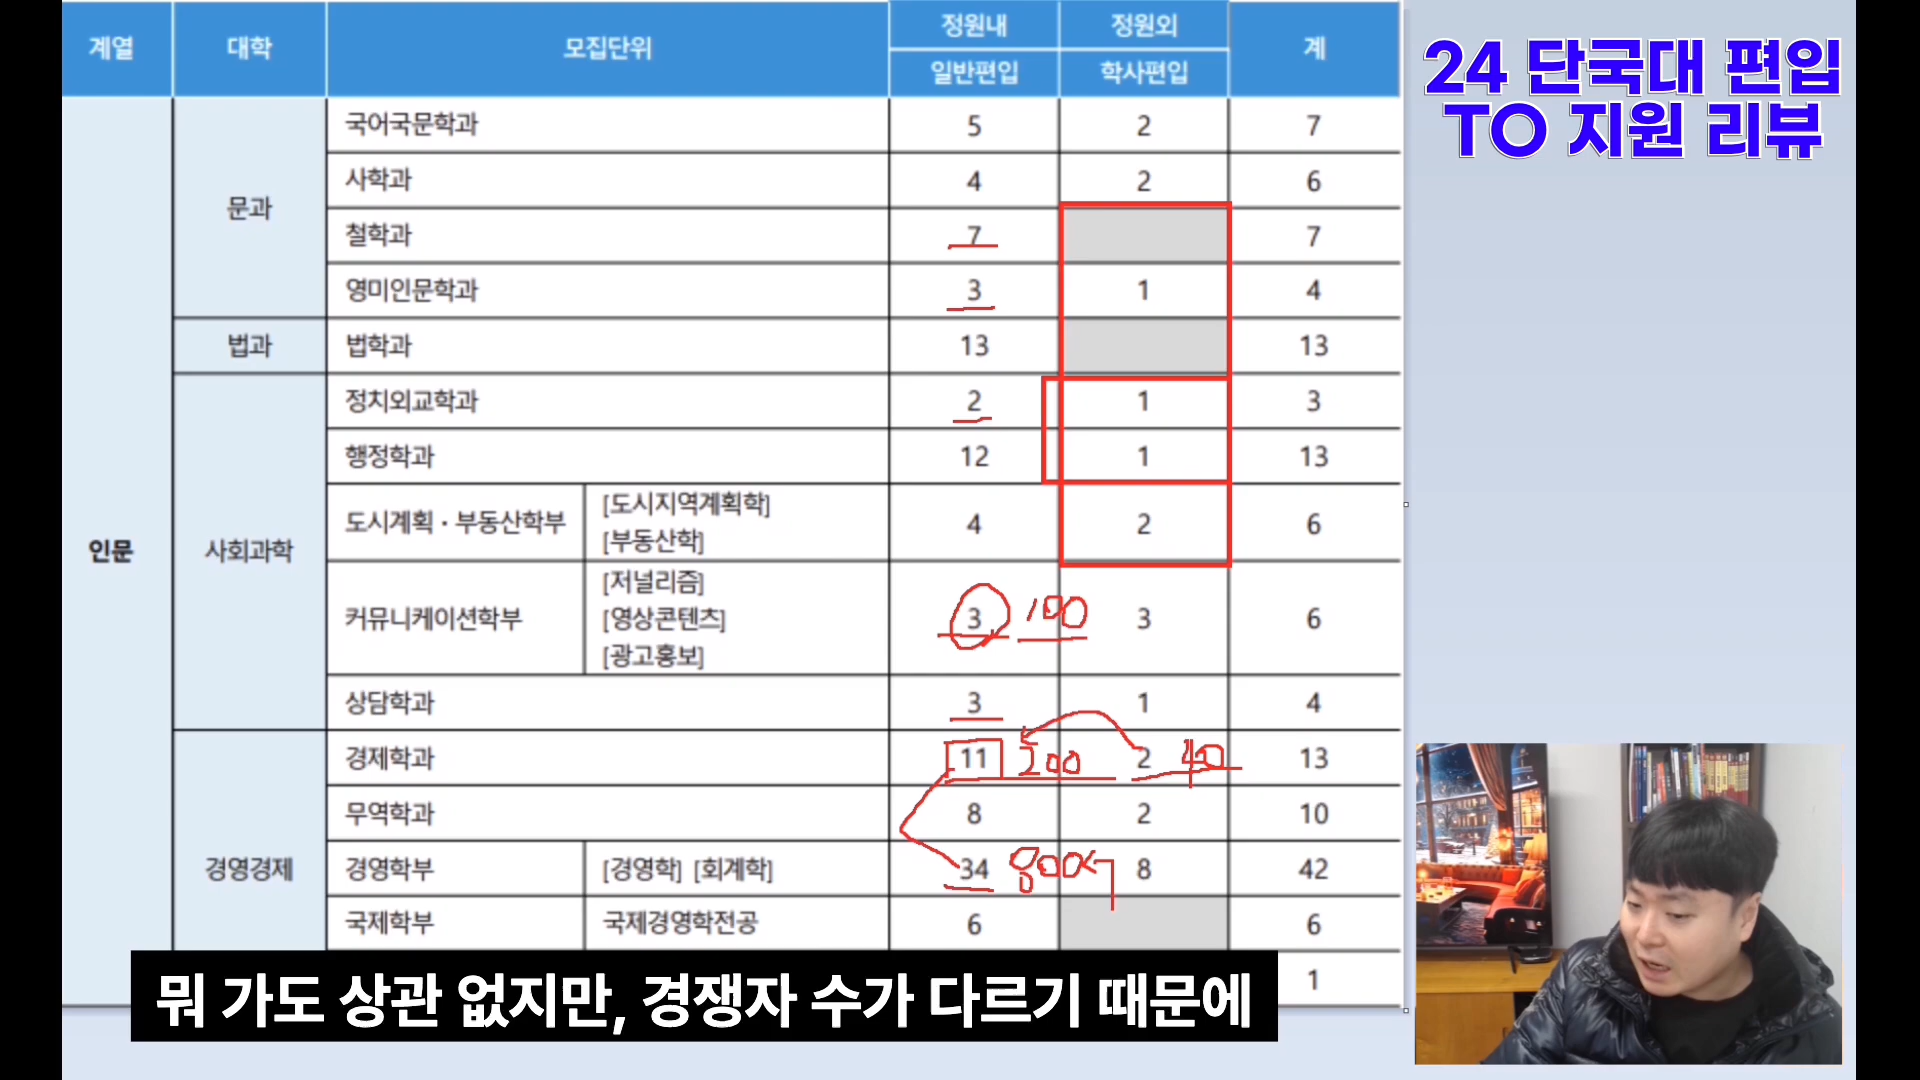 24 단국대 편입
TO 지원 리뷰
계열 대학 모집단위 정원내 정원외 계
일반편입 학사편입
인문
문과
국어국문학과 5 2 7
사학과 4 2 6
철학과 7 7
영미인문학과 3 1 4
법과 법학과 13 13
사회과학
정치외교학과 2 1 3
행정학과 12 1 13
도시계획・부동산학부 [도시지역계획학] 4 2 6
[부동산학]
커뮤니케이션학부 [저널리즘]
[영상콘텐츠] 3 100 3 6
[광고홍보]
상담학과 3 1 4
경영경제
경제학과 11 200 2 40 13
무역학과 8 2 10
경영학부 [경영학] [회계학] 34 800 8 42
국제학부 국제경영학전공 6 6
1
뭐 가도 상관 없지만, 경쟁자 수가 다르기 때문에